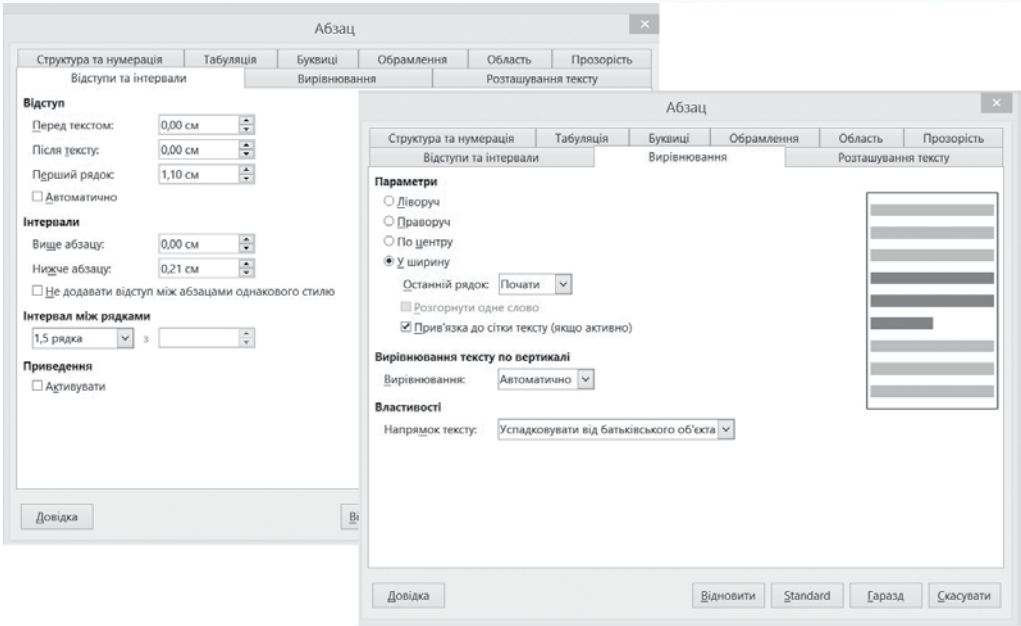 Абзац
Структура та нумерація Табуляція Буквиці Обрамлення Область Прозорість
Відступи та інтервали Вирівнювання Розташування тексту
Відступ
Перед текстом: 0,00 см
Після тексту: 0,00 см
Перший рядок: 1,10 см
Автоматично
Інтервали
Вище абзацу: 0,00 см
Нижче абзацу: 0,21 см
Не додавати відступ між абзацами однакового стилю
Інтервал між рядками
1,5 рядка з
Приведення
Активувати
Довідка Ві
Абзац
Структура та нумерація Табуляція Буквиці Обрамлення Область Прозорість
Відступи та інтервали Вирівнювання Розташування тексту
Параметри
Ліворуч
Праворуч
По центру
У ширину
Останній рядок: Почати
Розгорнути одне слово
Прив'язка до сітки тексту (якщо активно)
Вирівнювання тексту по вертикалі
Вирівнювання: Автоматично
Властивості
Напрямок тексту: Успадковувати від батьківського об'єкта
Довідка Відновити Standard Гаразд Скасувати